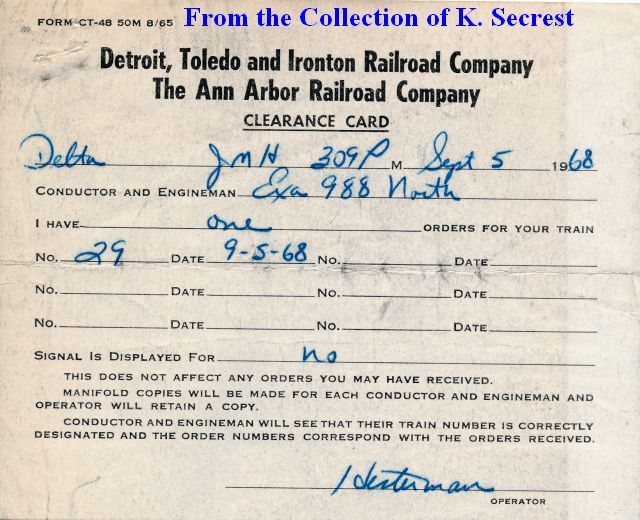 FORM CT-48 50M 8/65 From the Collection of K. Secrest
Detroit, Toledo and Ironton Railroad Company
The Ann Arbor Railroad Company
CLEARANCE CARD
Delta JMH 309P M Sept 5 1968
CONDUCTOR AND ENGINEMAN Exa 988 North
I HAVE one ORDERS FOR YOUR TRAIN
No. 29 DATE 9-5-68 No. DATE
No. DATE No. DATE
No. DATE No. DATE
SIGNAL IS DISPLAYED FOR no
THIS DOES NOT AFFECT ANY ORDERS YOU MAY HAVE RECEIVED.
MANIFOLD COPIES WILL BE MADE FOR EACH CONDUCTOR AND ENGINEMAN AND
OPERATOR WILL RETAIN A COPY.
CONDUCTOR AND ENGINEMAN WILL SEE THAT THEIR TRAIN NUMBER IS CORRECTLY
DESIGNATED AND THE ORDER NUMBERS CORRESPOND WITH THE ORDERS RECEIVED.
Hesterman
OPERATOR